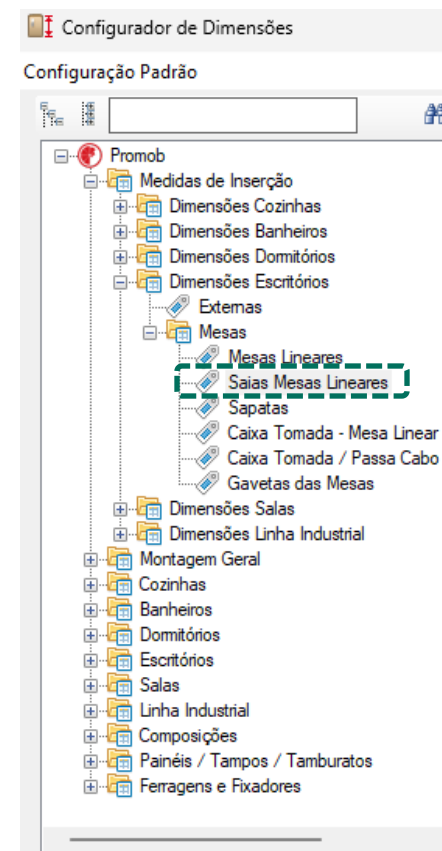 Configurador de Dimensões
Configuração Padrão
Promob
Medidas de Inserção
Dimensões Cozinhas
Dimensões Banheiros
Dimensões Dormitórios
Dimensões Escritórios
Externas
Mesas
Mesas Lineares
Saias Mesas Lineares
Sapatas
Caixa Tomada - Mesa Linear
Caixa Tomada / Passa Cabo
Gavetas das Mesas
Dimensões Salas
Dimensões Linha Industrial
Montagem Geral
Cozinhas
Banheiros
Dormitórios
Escritórios
Salas
Linha Industrial
Composições
Painéis / Tampos / Tamburatos
Ferragens e Fixadores